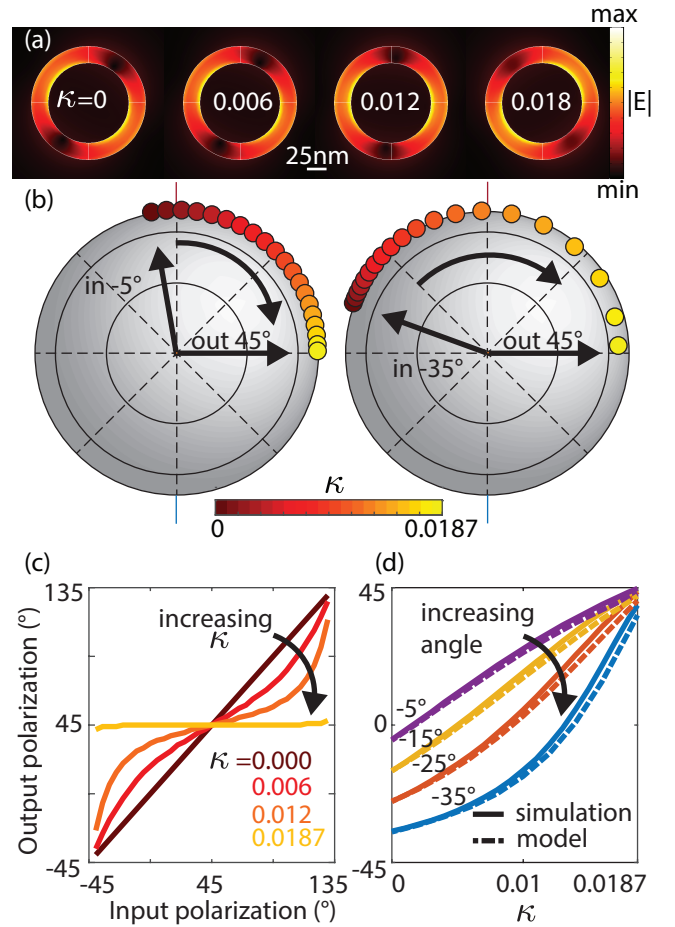 (a)
max
κ=0
0.006
0.012
0.018
|E|
25nm
min
(b)
in -5°
out 45°
in -35°
out 45°
κ
0
0.0187
(c)
(d)
135
45
-45
Output polarization (°)
increasing
κ
κ =0.000
0.006
0.012
0.0187
-45
45
135
Input polarization (°)
45
0
-45
increasing
angle
-5°
-15°
-25°
-35°
simulation
model
0
0.01
0.0187
κ